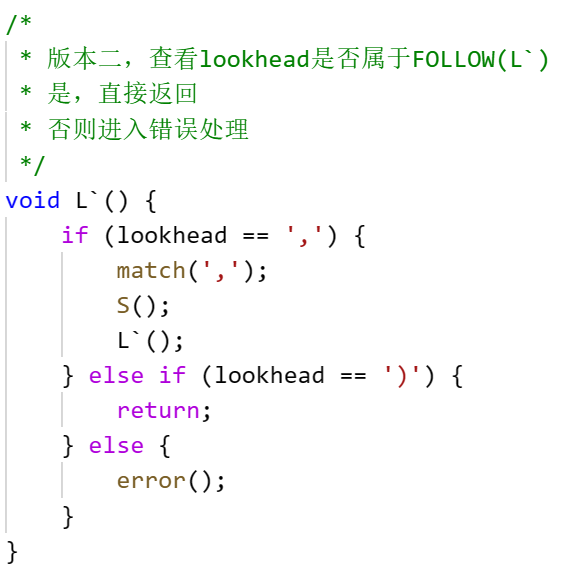 /*
 * 版本二，查看lookhead是否属于FOLLOW(L`)
 * 是，直接返回
 * 否则进入错误处理
 */
void L`() {
    if (lookhead == ',') {
        match(',');
        S();
        L`();
    } else if (lookhead == ')') {
        return;
    } else {
        error();
    }
}